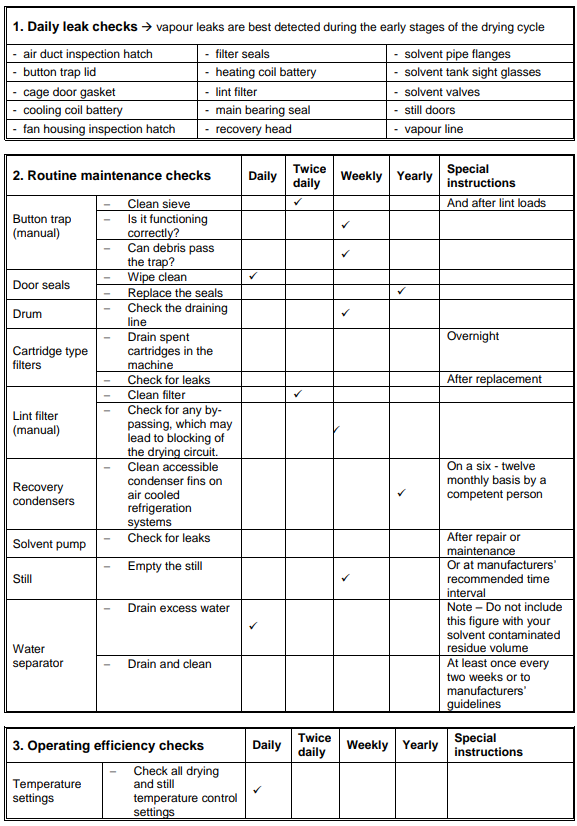 1. Daily leak checks → vapour leaks are best detected during the early stages of the drying cycle
- air duct inspection hatch - filter seals - solvent pipe flanges
- button trap lid - heating coil battery - solvent tank sight glasses
- cage door gasket - lint filter - solvent valves
- cooling coil battery - main bearing seal - still doors
- fan housing inspection hatch - recovery head - vapour line
2. Routine maintenance checks Daily Twice daily Weekly Yearly Special instructions
Button trap (manual)
– Clean sieve ✓ And after lint loads
– Is it functioning
correctly? ✓
– Can debris pass
the trap? ✓
Door seals
– Wipe clean ✓
– Replace the seals ✓
Drum
– Check the draining
line ✓
Cartridge type
filters
– Drain spent
cartridges in the
machine
Overnight
– Check for leaks After replacement
Lint filter
(manual)
– Clean filter ✓
– Check for any by-
passing, which may
lead to blocking of
the drying circuit. ✓
Recovery
condensers
– Clean accessible
condenser fins on
air cooled
refrigeration
systems
✓
On a six - twelve
monthly basis by a
competent person
Solvent pump
– Check for leaks
After repair or
maintenance
Still
– Empty the still
✓
Or at manufacturers'
recommended time
interval
Water
separator
– Drain excess water
✓
Note – Do not include
this figure with your
solvent contaminated
residue volume
– Drain and clean
At least once every
two weeks or to
manufacturers'
guidelines
3. Operating efficiency checks Daily Twice daily Weekly Yearly Special instructions
Temperature
settings
– Check all drying
and still
temperature control
settings
✓